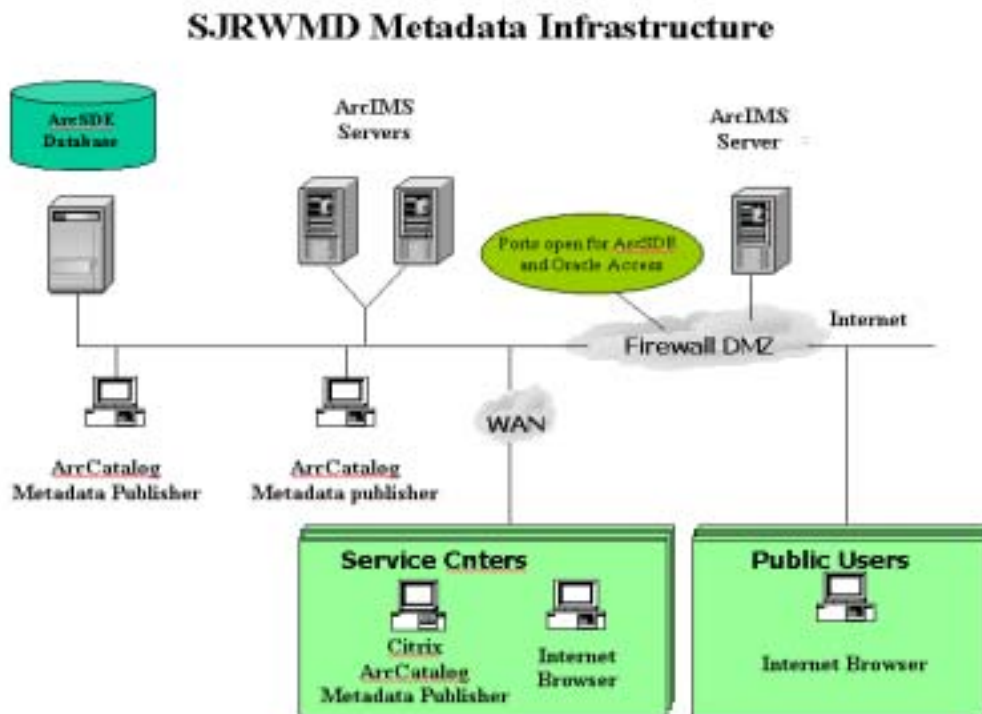 SJRWMD Metadata Infrastructure
ArcSDE
Database
ArcIMS
Servers
ArcIMS
Server
Ports open for ArcSDE
and Oracle Access
Internet
Firewall DMZ
WAN
ArcCatalog
Metadata Publisher
ArcCatalog
Metadata publisher
Service Cnters
Citrix
ArcCatalog
Metadata Publisher
Internet
Browser
Public Users
Internet Browser